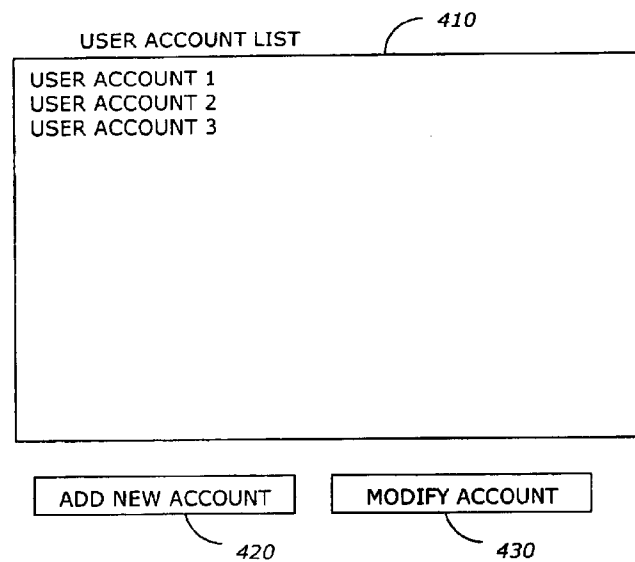 410
USER ACCOUNT LIST
USER ACCOUNT 1
USER ACCOUNT 2
USER ACCOUNT 3
ADD NEW ACCOUNT
MODIFY ACCOUNT
420
430